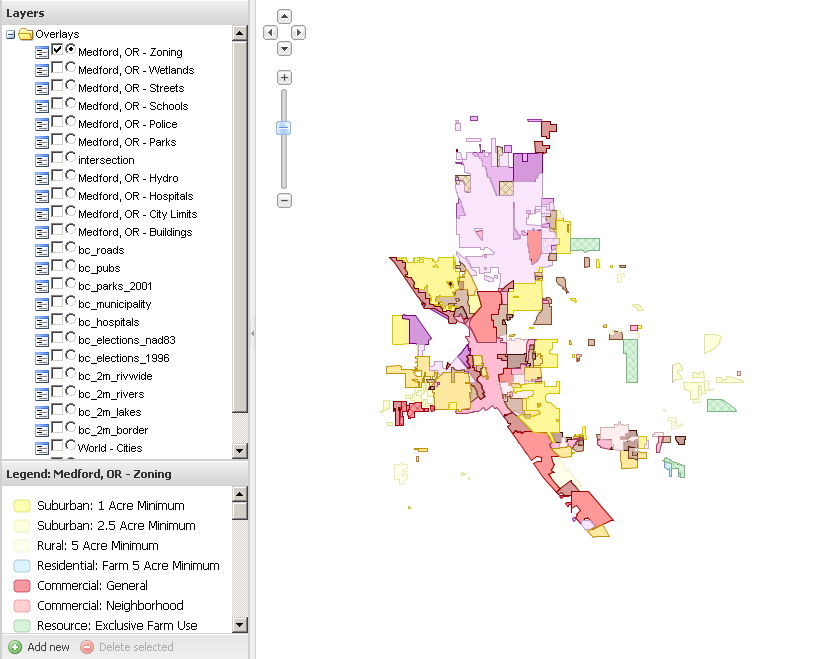 Layers
Overlays
Medford, OR - Zoning
Medford, OR - Wetlands
Medford, OR - Streets
Medford, OR - Schools
Medford, OR - Police
Medford, OR - Parks
intersection
Medford, OR - Hydro
Medford, OR - Hospitals
Medford, OR - City Limits
Medford, OR - Buildings
bc_roads
bc_pubs
bc_parks_2001
bc_municipality
bc_hospitals
bc_elections_nad83
bc_elections_1996
bc_2m_rivwide
bc_2m_rivers
bc_2m_lakes
bc_2m_border
World - Cities
Legend: Medford, OR - Zoning
Suburban: 1 Acre Minimum
Suburban: 2.5 Acre Minimum
Rural: 5 Acre Minimum
Residential: Farm 5 Acre Minimum
Commercial: General
Commercial: Neighborhood
Resource: Exclusive Farm Use
Add new Delete selected